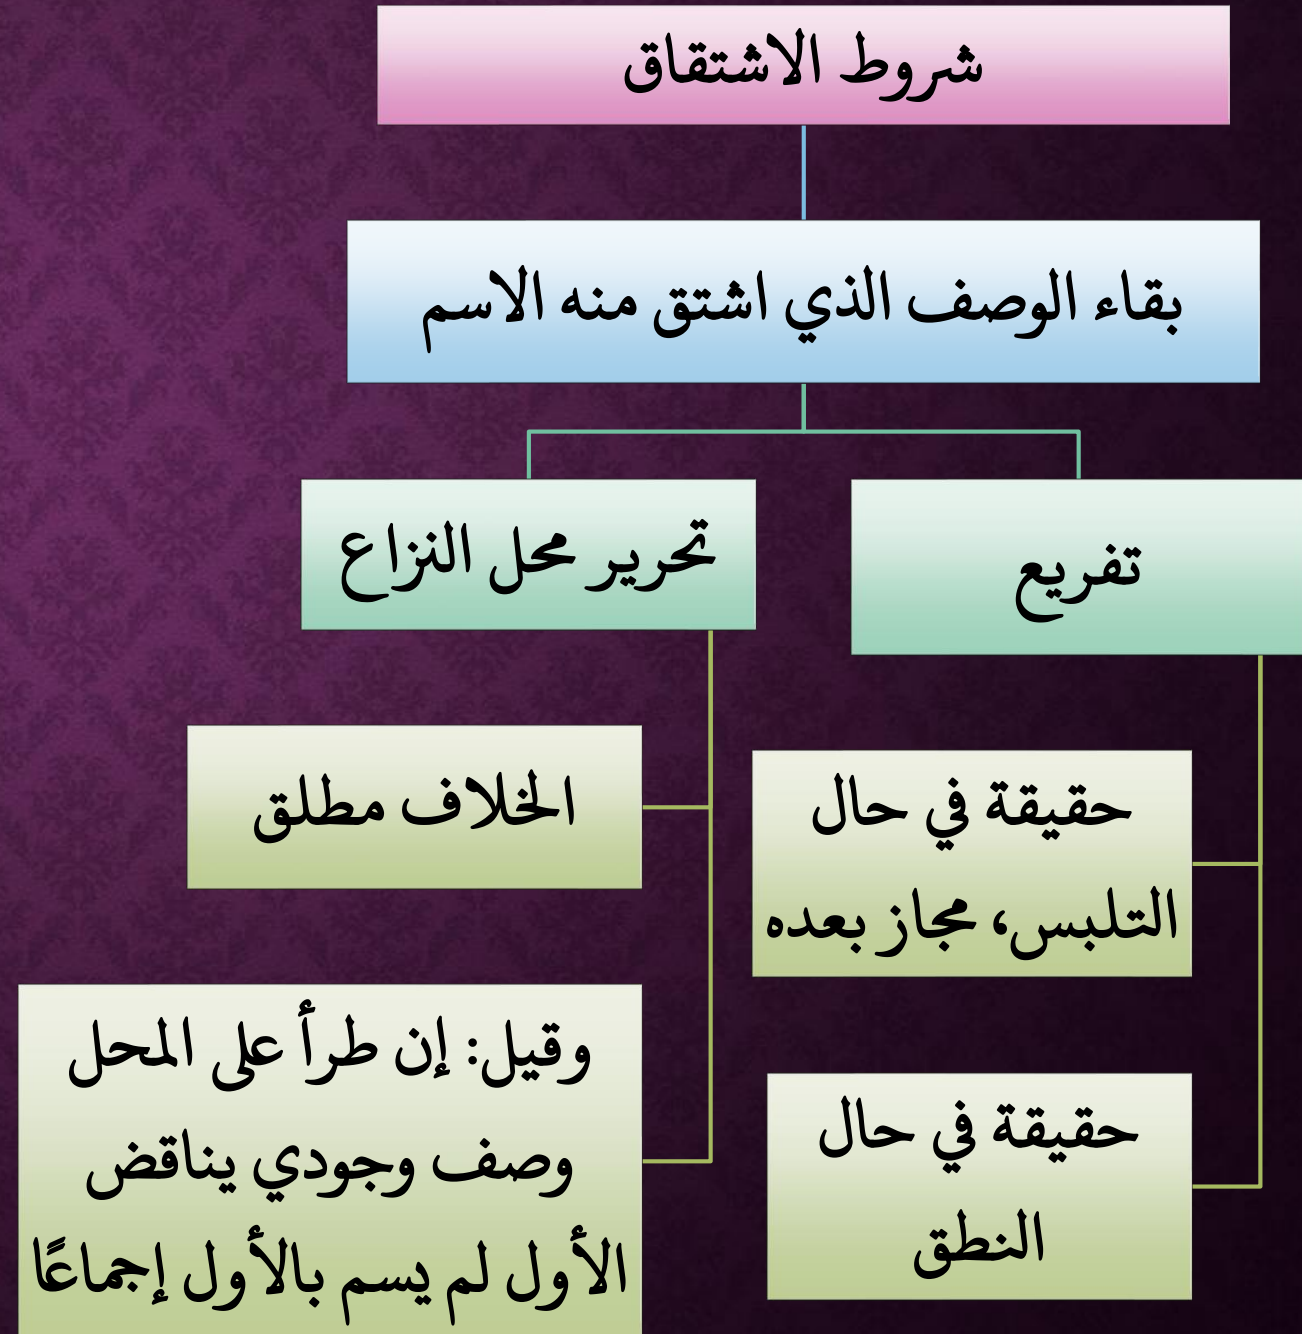 شروط الاشتقاق
بقاء الوصف الذي اشتق منه الاسم
تفريع
حقيقة في حال
التلبس، مجاز بعده
حقيقة في حال
النطق
تحرير محل النزاع
الخلاف مطلق
وقيل: إن طرأ على المحل
وصف وجودي يناقض
الأول لم يسم بالأول إجماعًا